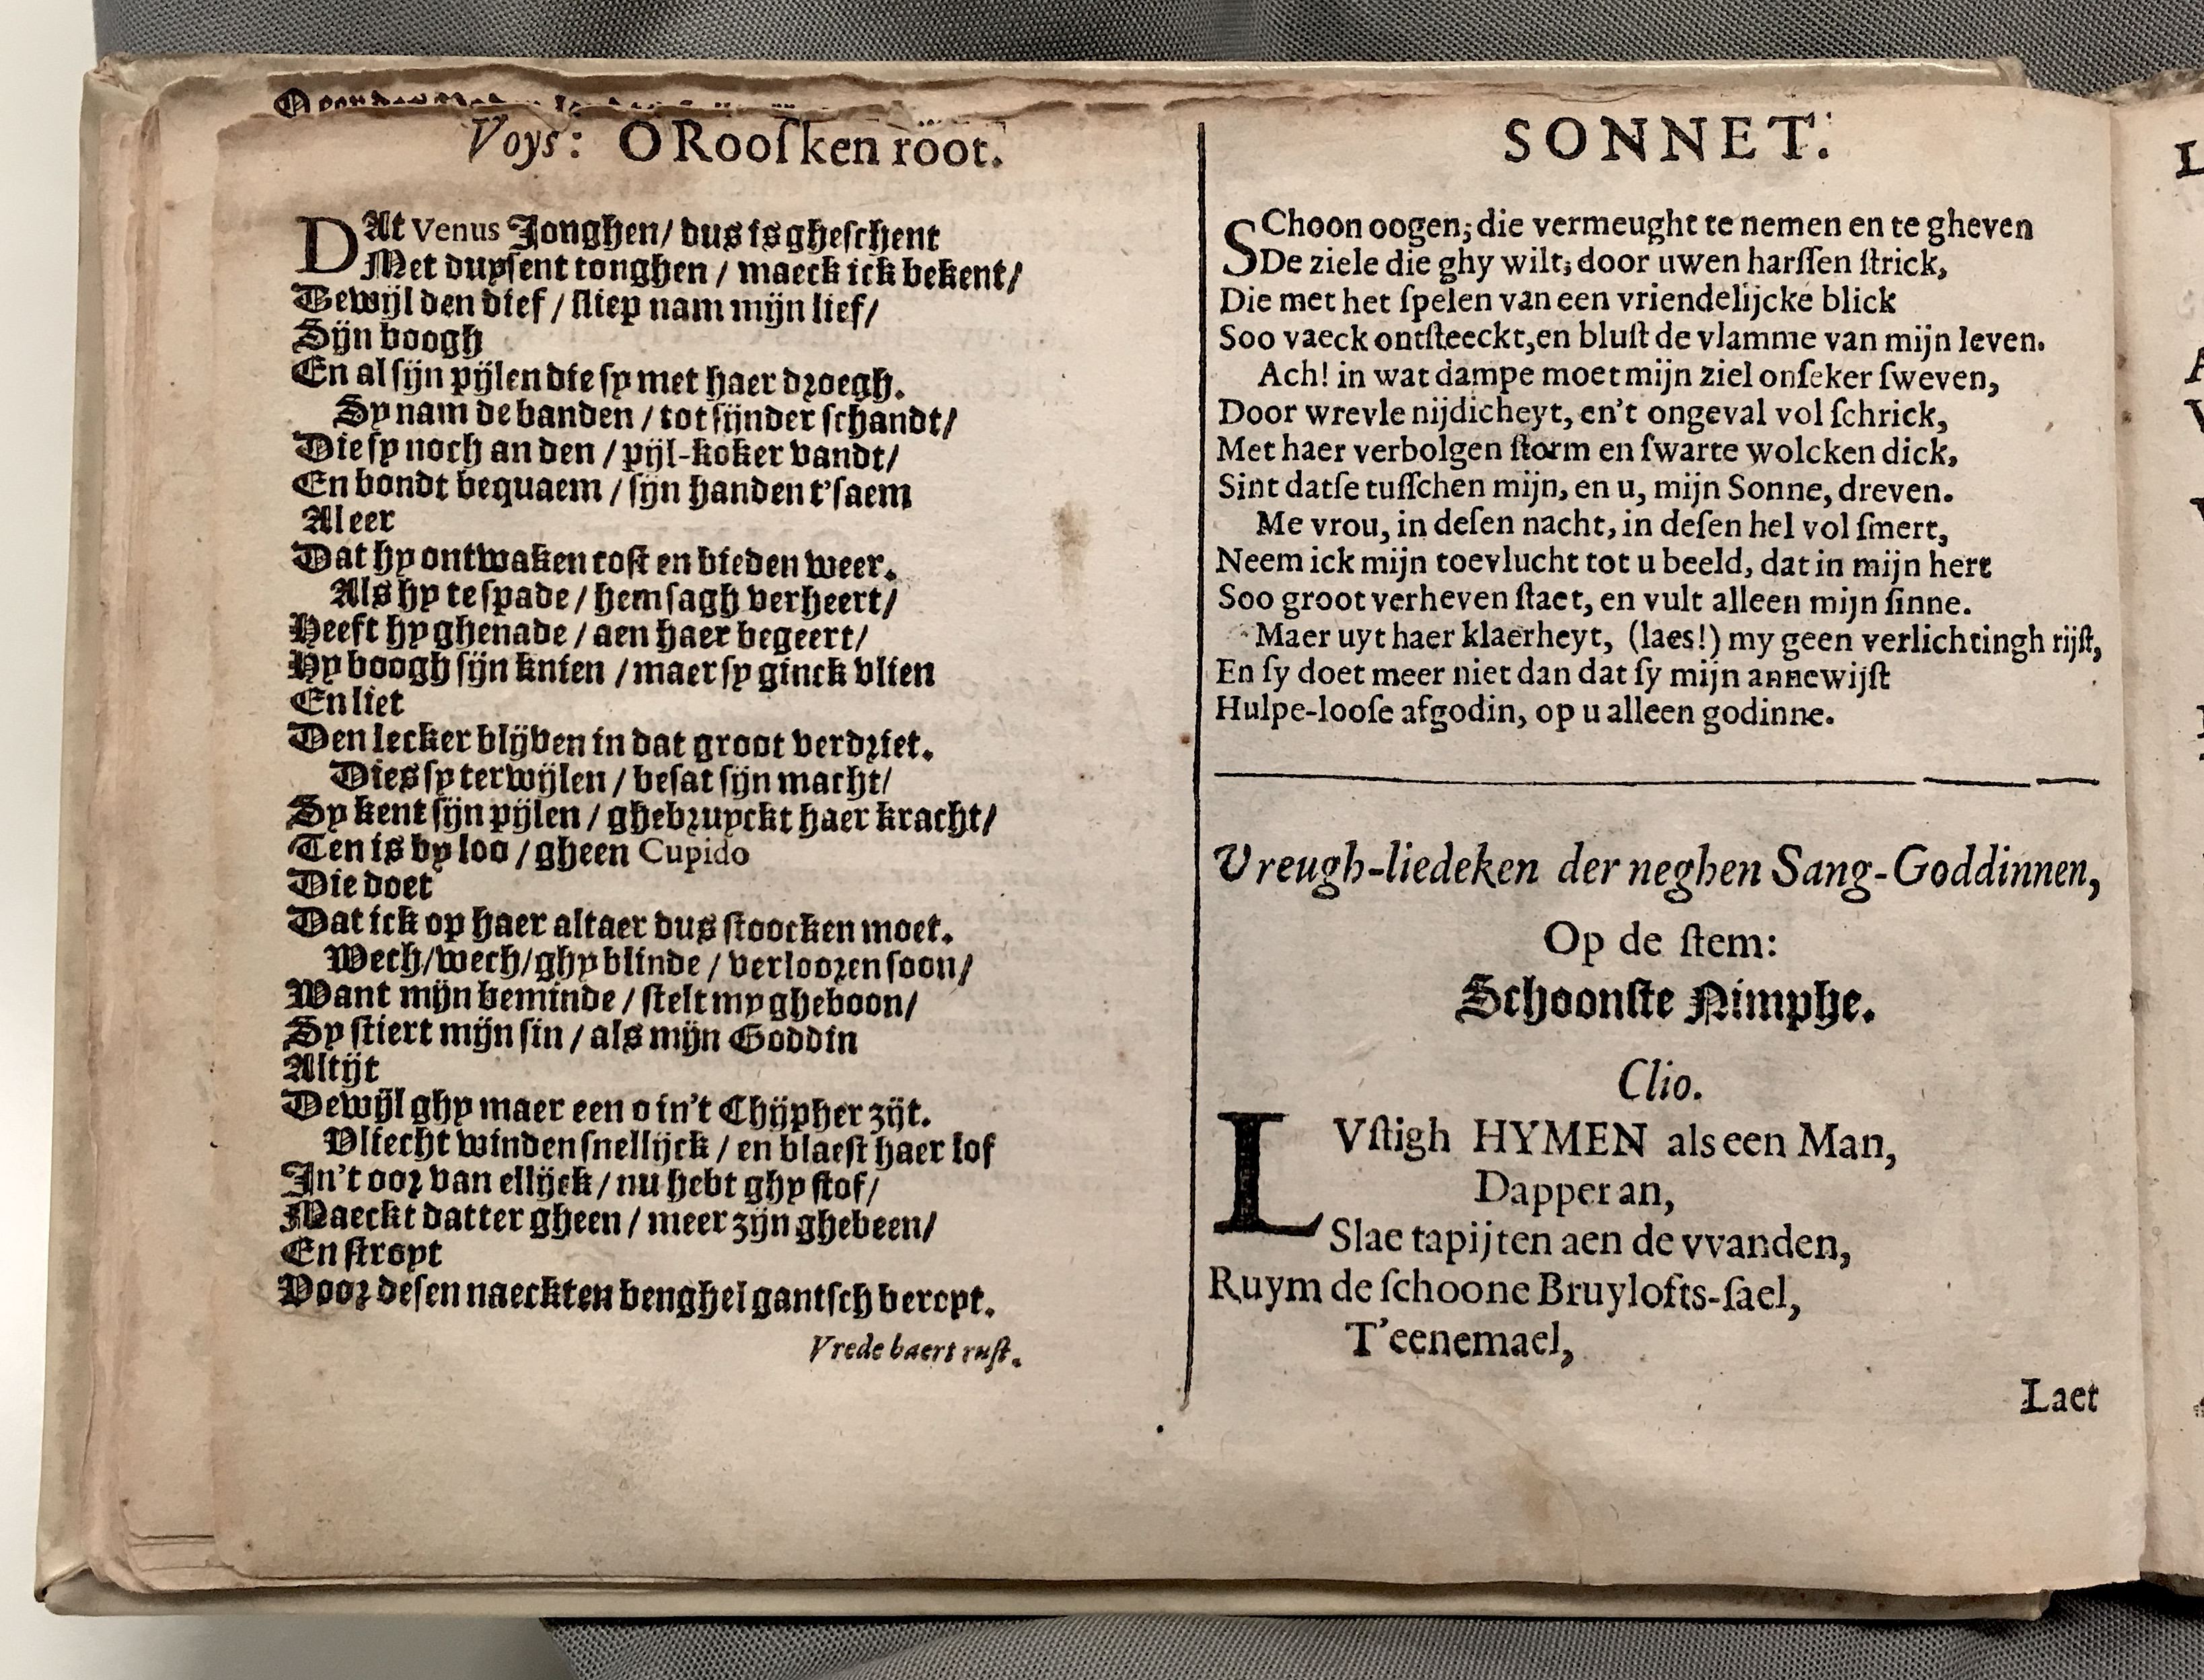 Voys: O Rooſken root.
DAt Venus Jonghen / dus is gheſchent
Met duyſent tonghen / maeck ick bekent /
Terwijl den dief / ſliep nam mijn lief /
Sijn boogh
En al ſijn pijlen die ſy met haer droegh.
Sy nam de banden / tot ſijnder ſchandt /
Die ſy noch an den / pijl-koker vandt /
En bondt bequaem / ſijn handen t'ſaem
Al eer
Dat hy ontwaken coſt en bieden weer.
Als hy te ſpade / hem ſagh verheert /
Heeft hy ghenade / aen haer begeert /
Hy boogh ſijn knien / maer ſy ginck vlien
En liet
Den lecker blijven in dat groot verdriet.
Dies ſy terwijlen / beſat ſijn macht /
Sy kent ſijn pijlen / ghebruyckt haer kracht /
Ten is by loo / gheen Cupido
Die doet
Dat ick op haer altaer dus ſtoocken moet.
Wech / wech / ghy blinde / verlooren ſoon /
Want mijn beminde / ſtelt my gheboon /
Sy ſtiert mijn ſin / als mijn Goddin
Altijt
Dewijl ghy maer een o in't Chijpher zijt.
Vliecht winden ſnellijck / en blaeſt haer lof
In't oor van ellijck / nu hebt ghy ſtof /
Maeckt datter gheen / meer zijn ghebeen /
En ſtropt
Voor deſen naeckten benghel gantſch beropt.
Vrede baert ruſt.
SONNET.
SChoon oogen; die vermeught te nemen en te gheven
De ziele die ghy wilt; door uwen harſſen ſtrick,
Die met het ſpelen van een vriendelijcke blick
Soo vaeck ontſteeckt, en bluſt de vlamme van mijn leven.
Ach! in wat dampe moet mijn ziel onſeker ſweven,
Door wrevle nijdicheyt, en't ongeval vol ſchrick,
Met haer verbolgen ſtorm en ſwarte wolcken dick,
Sint datſe tuſſchen mijn, en u, mijn Sonne, dreven.
Me vrou, in deſen nacht, in deſen hel vol ſmert,
Neem ick mijn toevlucht tot u beeld, dat in mijn hert
Soo groot verheven ſtaet, en vult alleen mijn ſinne.
Maer uyt haer klaerheyt, (laes!) my geen verlichtingh rijſt,
En ſy doet meer niet dan dat ſy mijn annewijſt
Hulpe-looſe afgodin, op u alleen godinne.
Vreugh-liedeken der neghen Sang-Goddinnen,
Op de ſtem:
Schoonſte Nimphe.
Clio.
LVſtigh HYMEN als een Man,
Dapper an,
Slae tapijten aen de vvanden,
Ruym de ſchoone Bruylofts-ſael,
T'eenemael,
Laet